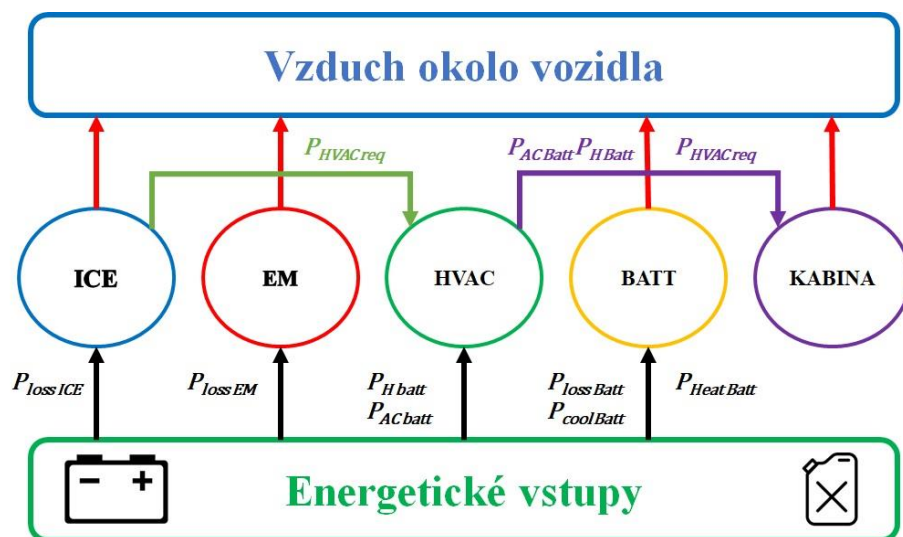 Vzduch okolo vozidla
P_HVACreq
P_ACBatt P_HBatt
P_HVACreq
ICE
EM
HVAC
BATT
KABINA
P_lossICE
P_lossEM
P_Hbatt
P_ACbatt
P_lossBatt
P_coolBatt
P_HeatBatt
− +
Energetické vstupy